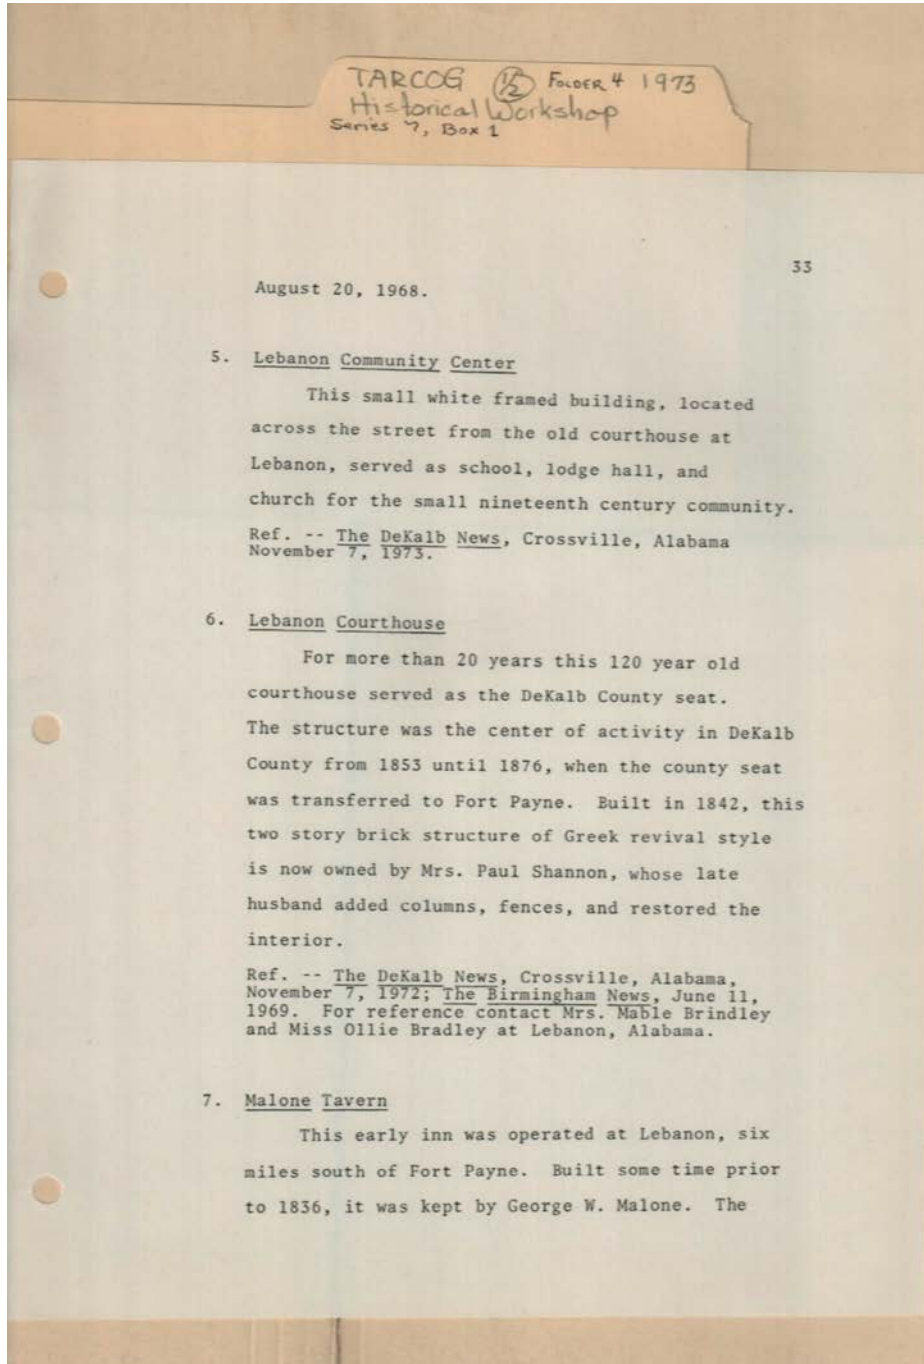 TARCOG 1/2 FOLDER 4 1973
Historical Workshop
Series 7, Box 1
33
August 20, 1968.
5. Lebanon Community Center
This small white framed building, located
across the street from the old courthouse at
Lebanon, served as school, lodge hall, and
church for the small nineteenth century community.
Ref. -- The DeKalb News, Crossville, Alabama
November 7, 1973.
6. Lebanon Courthouse
For more than 20 years this 120 year old
courthouse served as the DeKalb County seat.
The structure was the center of activity in DeKalb
County from 1853 until 1876, when the county seat
was transferred to Fort Payne. Built in 1842, this
two story brick structure of Greek revival style
is now owned by Mrs. Paul Shannon, whose late
husband added columns, fences, and restored the
interior.
Ref. -- The DeKalb News, Crossville, Alabama,
November 7, 1972; The Birmingham News, June 11,
1969. For reference contact Mrs. Mable Brindley
and Miss Ollie Bradley at Lebanon, Alabama.
7. Malone Tavern
This early inn was operated at Lebanon, six
miles south of Fort Payne. Built some time prior
to 1836, it was kept by George W. Malone. The